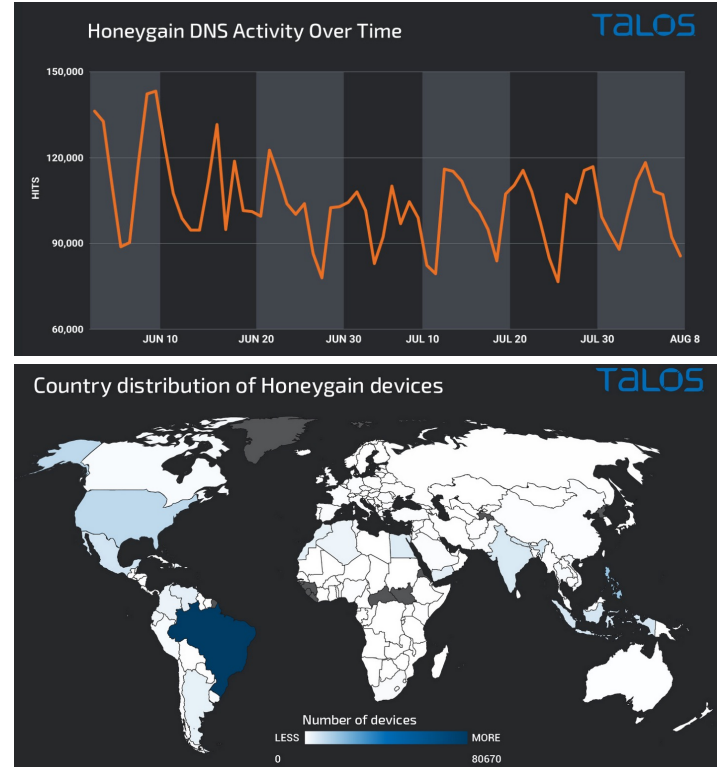 Honeygain DNS Activity Over Time
TALOS
150,000
120,000
90,000
60,000
HITS
JUN 10
JUN 20
JUN 30
JUL 10
JUL 20
JUL 30
AUG 8
Country distribution of Honeygain devices
TALOS
Number of devices
LESS
MORE
0
80670